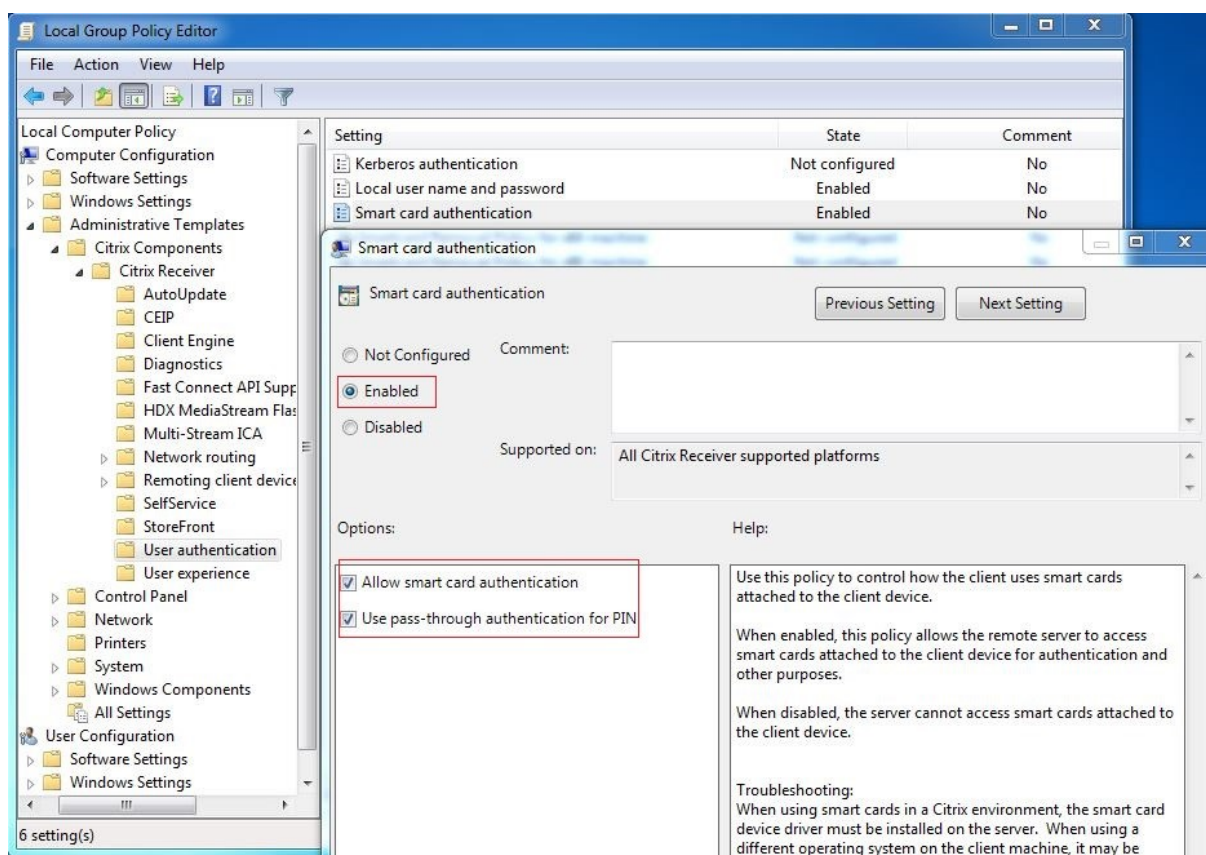 Local Group Policy Editor
File Action View Help
Local Computer Policy
Computer Configuration
Software Settings
Windows Settings
Administrative Templates
Citrix Components
Citrix Receiver
AutoUpdate
CEIP
Client Engine
Diagnostics
Fast Connect API Supp
HDX MediaStream Flas
Multi-Stream ICA
Network routing
Remoting client device
SelfService
StoreFront
User authentication
User experience
Control Panel
Network
Printers
System
Windows Components
All Settings
User Configuration
Software Settings
Windows Settings
6 setting(s)
Setting State Comment
Kerberos authentication Not configured No
Local user name and password Enabled No
Smart card authentication Enabled No
Smart card authentication
Smart card authentication
Previous Setting Next Setting
Not Configured Comment:
Enabled
Disabled
Supported on: All Citrix Receiver supported platforms
Options: Help:
Allow smart card authentication
Use pass-through authentication for PIN
Use this policy to control how the client uses smart cards
attached to the client device.
When enabled, this policy allows the remote server to access
smart cards attached to the client device for authentication and
other purposes.
When disabled, the server cannot access smart cards attached to
the client device.
Troubleshooting:
When using smart cards in a Citrix environment, the smart card
device driver must be installed on the server. When using a
different operating system on the client machine, it may be